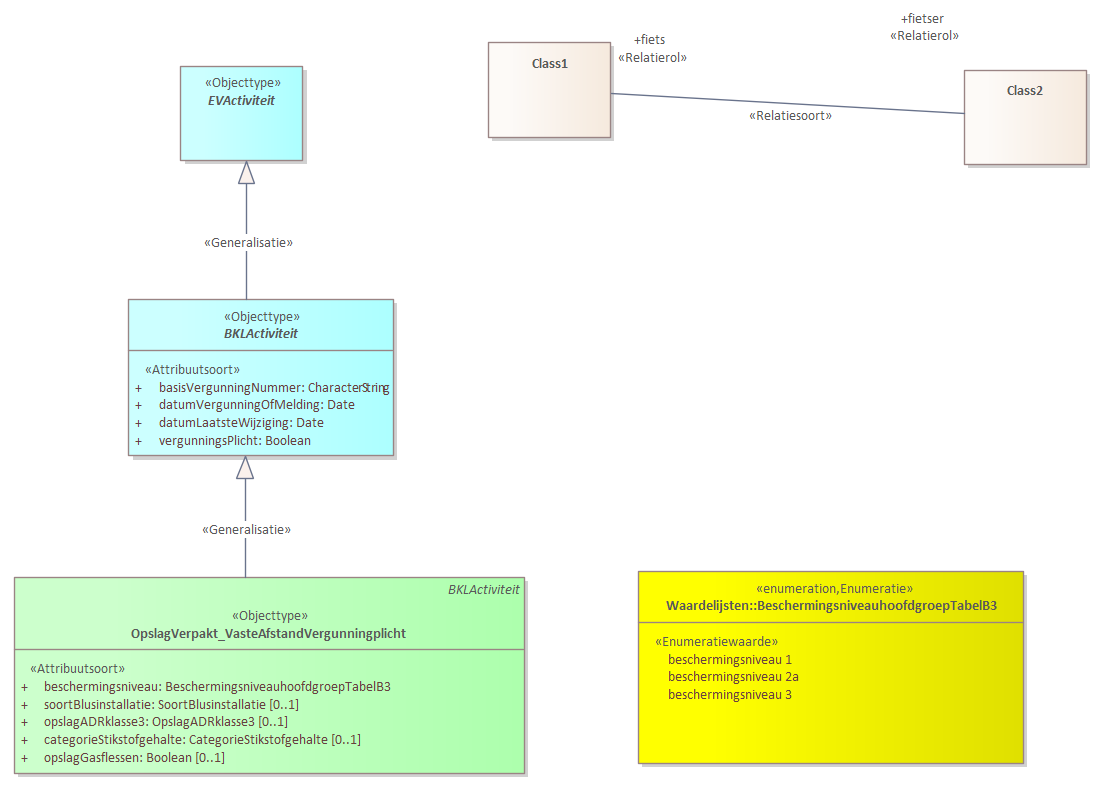 «Objecttype»
EVActiviteit
«Generalisatie»
«Objecttype»
BKLActiviteit
«Attribuutsoort»
+ basisVergunningNummer: CharacterString
+ datumVergunningOfMelding: Date
+ datumLaatsteWijziging: Date
+ vergunningsPlicht: Boolean
«Generalisatie»
BKLActiviteit
«Objecttype»
OpslagVerpakt_VasteAfstandVergunningplicht
«Attribuutsoort»
+ beschermingsniveau: BeschermingsniveauhoofdgroepTabelB3
+ soortBlusinstallatie: SoortBlusinstallatie [0..1]
+ opslagADRklasse3: OpslagADRklasse3 [0..1]
+ categorieStikstofgehalte: CategorieStikstofgehalte [0..1]
+ opslagGasflessen: Boolean [0..1]
Class1
+fiets
«Relatierol»
«Relatiesoort»
+fietser
«Relatierol»
Class2
«enumeration,Enumeratie»
Waardelijsten::BeschermingsniveauhoofdgroepTabelB3
«Enumeratiewaarde»
beschermingsniveau 1
beschermingsniveau 2a
beschermingsniveau 3